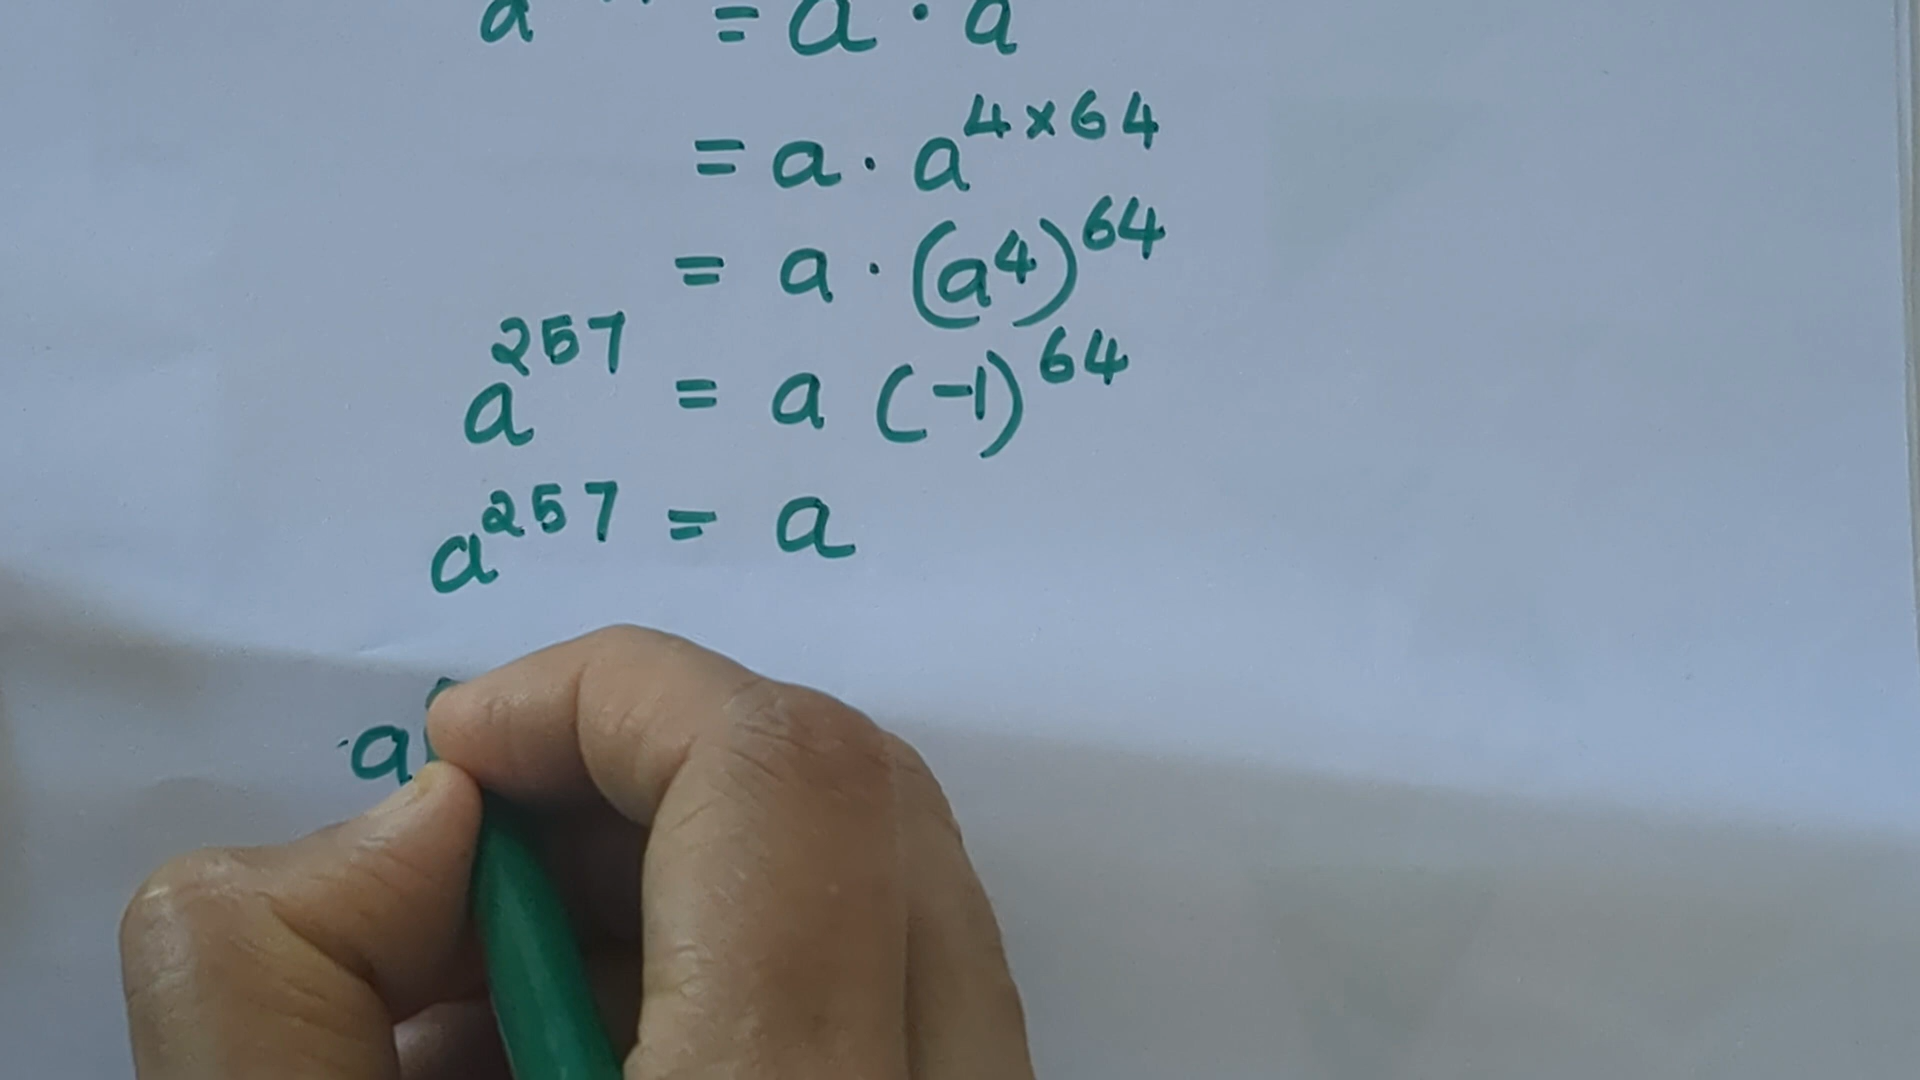 a = a · a
= a · a^4×64
= a · (a^4)^64
a^257 = a (-1)^64
a^257 = a
a